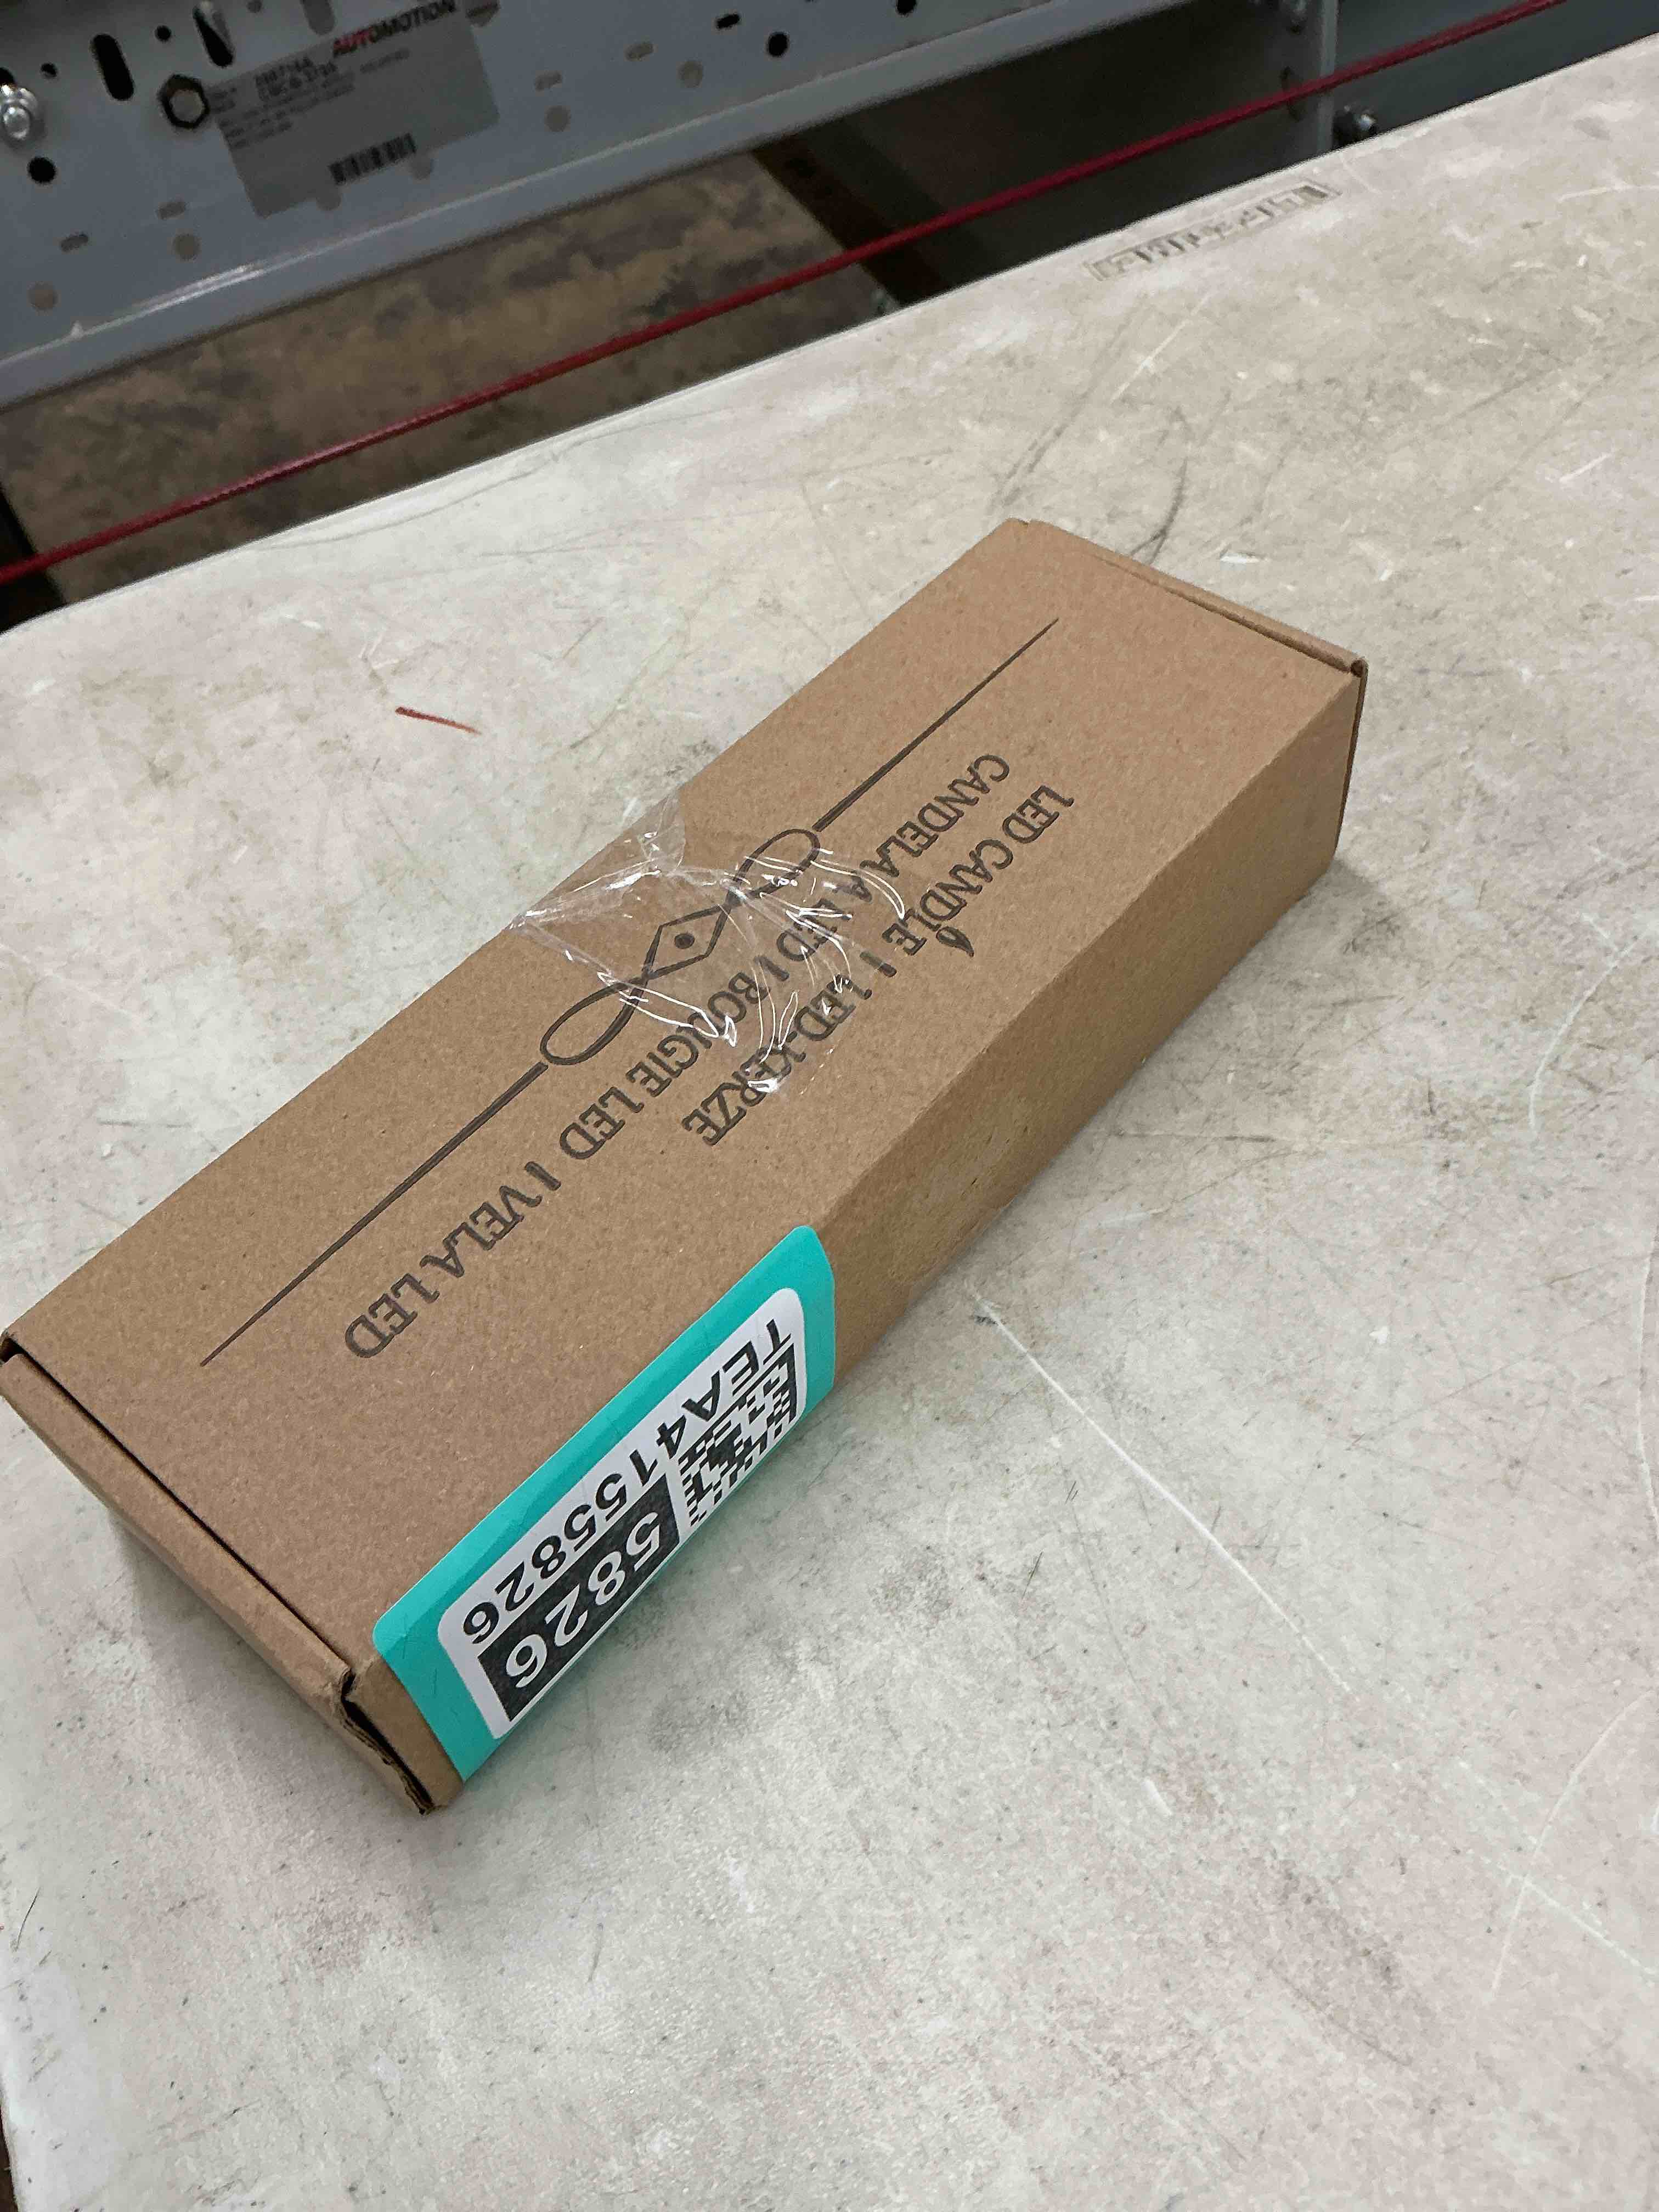 AUTOMOTION
LED CANDLE | LED-KERZE
CANDELA A LED | BOUGIE LED | VELA LED
TEA4155826
5826